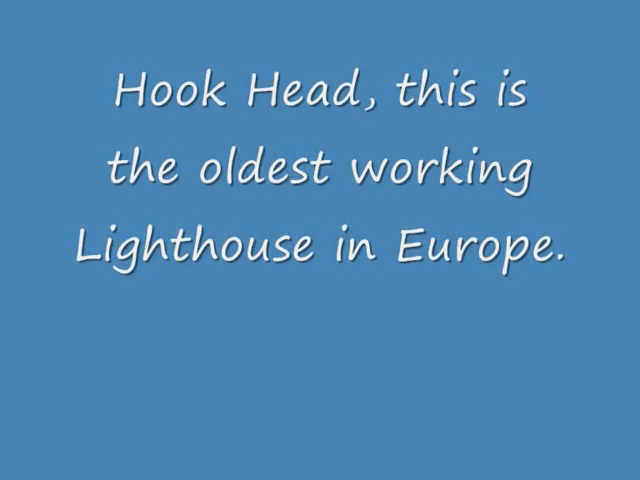 Hook Head, this is
the oldest working
Lighthouse in Europe.